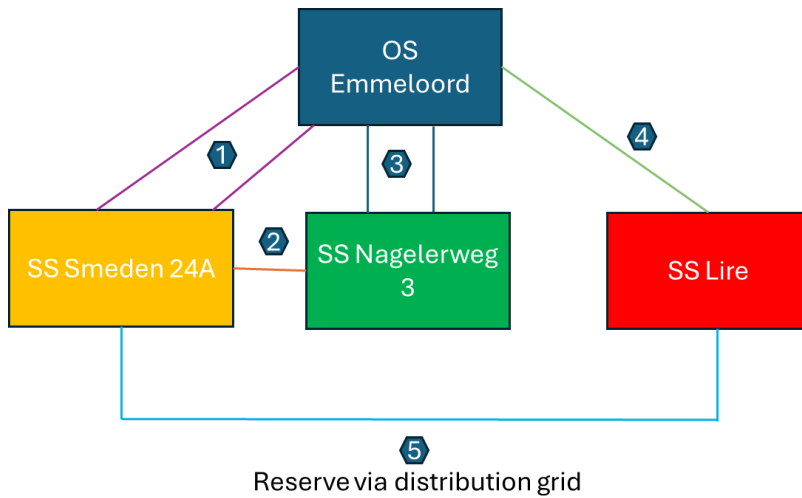 OS
Emmeloord
1
3
4
2
SS Smeden 24A
SS Nagelerweg
3
SS Lire
5
Reserve via distribution grid